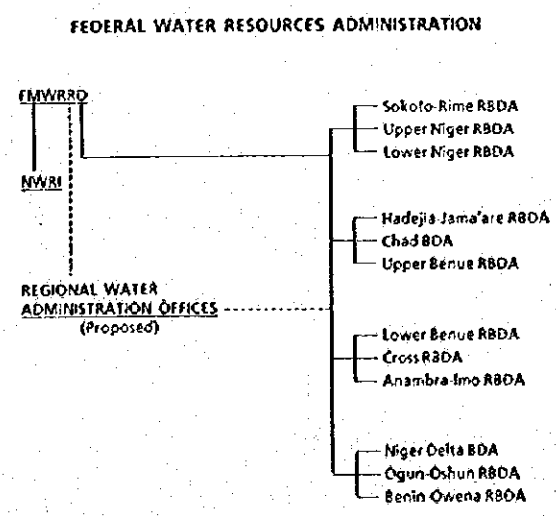 FEDERAL WATER RESOURCES ADMINISTRATION
FMWRRD
NWRI
REGIONAL WATER
ADMINISTRATION OFFICES
(Proposed)
Sokoto-Rime RBDA
Upper Niger RBDA
Lower Niger RBDA
Hadejia-Jama'are RBDA
Chad BDA
Upper Benue RBDA
Lower Benue RBDA
Cross RBDA
Anambra-Imo RBDA
Niger Delta BDA
Ogun-Oshun RBDA
Benin-Owena RBDA